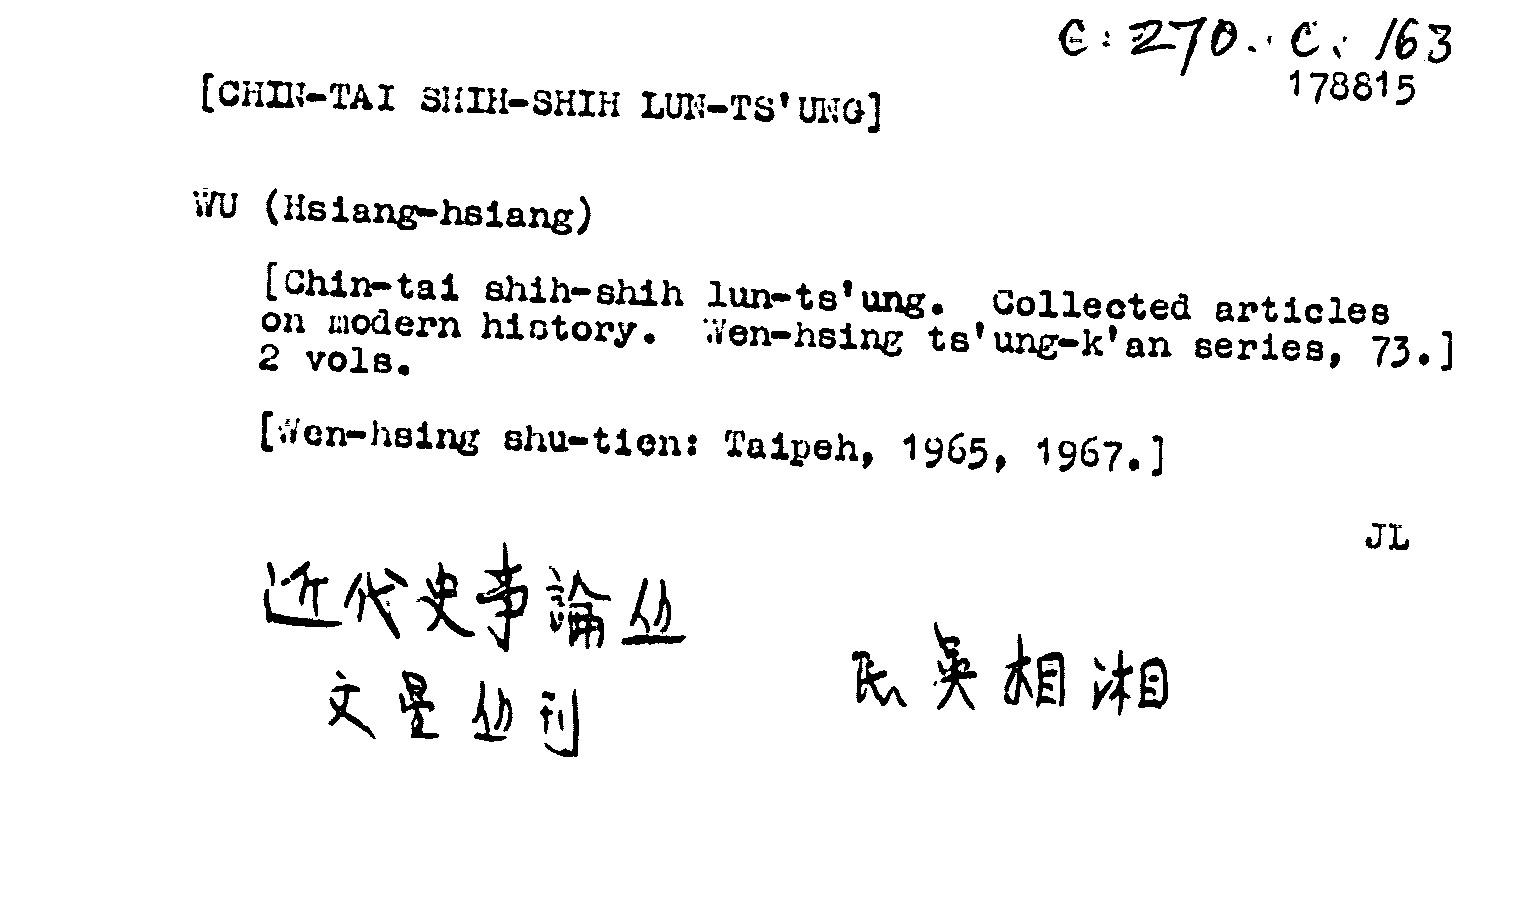 C: 270. C. 163
178815
[CHIN-TAI SHIH-SHIH LUN-TS'UNG]
WU (Hsiang-hsiang)
[Chin-tai shih-shih lun-ts'ung. Collected articles
on modern history. Wen-hsing ts'ung-k'an series, 73.]
2 vols.
[Wen-hsing shu-tien: Taipeh, 1965, 1967.]
JL
近代史事論丛
民 吳相湘
文星丛刊